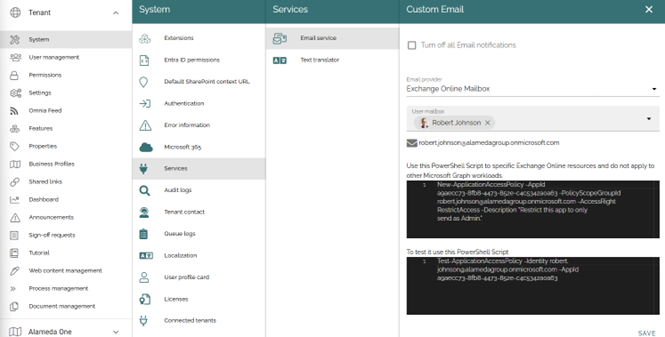 Tenant
System
User management
Permissions
Settings
Omnia Feed
Features
Properties
Business Profiles
Shared links
Dashboard
Announcements
Sign-off requests
Tutorial
Web content management
Process management
Document management
Alameda One
System
Extensions
Entra ID permissions
Default SharePoint context URL
Authentication
Error information
Microsoft 365
Services
Audit logs
Tenant contact
Queue logs
Localization
User profile card
Licenses
Connected tenants
Services
Email service
Text translator
Custom Email
Turn off all Email notifications
Email provider
Exchange Online Mailbox
User mailbox
Robert Johnson
robert.johnson@alamedagroup.onmicrosoft.com
Use this PowerShell Script to specific Exchange Online resources and do not apply to
other Microsoft Graph workloads.
1 New-ApplicationAccessPolicy -AppId
a9aecc73-8fb8-4473-852e-c4c5342a0a63 -PolicyScopeGroupId
robert.johnson@alamedagroup.onmicrosoft.com -AccessRight
RestrictAccess -Description "Restrict this app to only
send as Admin."
To test it use this PowerShell Script
1 Test-ApplicationAccessPolicy -Identity robert.
johnson@alamedagroup.onmicrosoft.com -AppId
a9aecc73-8fb8-4473-852e-c4c5342a0a63
SAVE